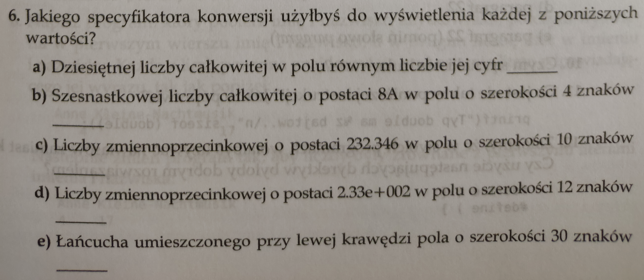 6. Jakiego specyfikatora konwersji użyłbyś do wyświetlenia każdej z poniższych
wartości?
a) Dziesiętnej liczby całkowitej w polu równym liczbie jej cyfr ______
b) Szesnastkowej liczby całkowitej o postaci 8A w polu o szerokości 4 znaków
______
c) Liczby zmiennoprzecinkowej o postaci 232.346 w polu o szerokości 10 znaków
______
d) Liczby zmiennoprzecinkowej o postaci 2.33e+002 w polu o szerokości 12 znaków
______
e) Łańcucha umieszczonego przy lewej krawędzi pola o szerokości 30 znaków
______